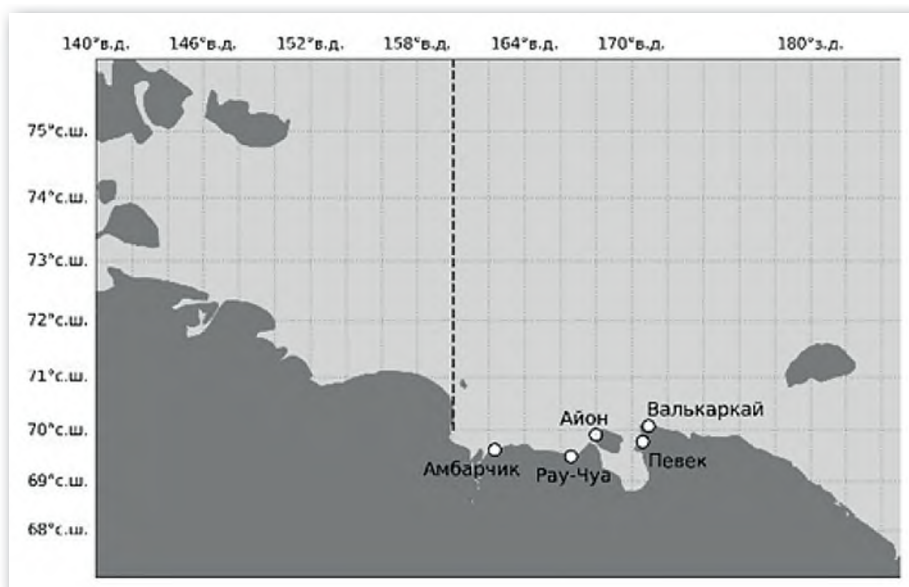 140°в.д. 146°в.д. 152°в.д. 158°в.д. 164°в.д. 170°в.д. 180°з.д.
75°с.ш.
74°с.ш.
73°с.ш.
72°с.ш.
71°с.ш.
70°с.ш.
69°с.ш.
68°с.ш.
Айон
Валькаркай
Амбарчик
Рау-Чуа
Певек